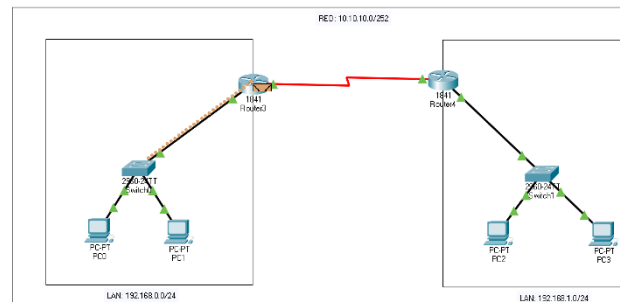 RED: 10.10.10.0/252
1841
Router3
1841
Router4
2960-24TT
Switch0
2960-24TT
Switch1
PC-PT
PC0
PC-PT
PC1
PC-PT
PC2
PC-PT
PC3
LAN: 192.168.0.0/24
LAN: 192.168.1.0/24